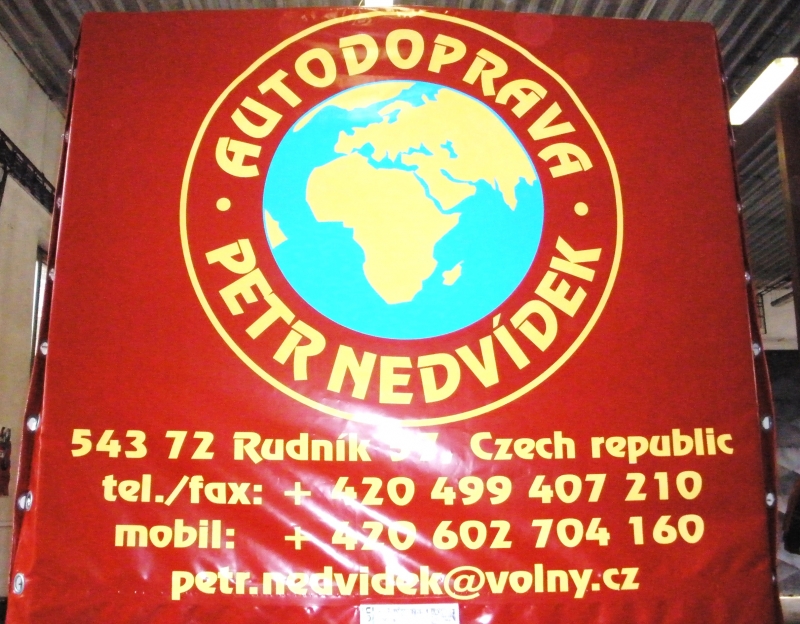 AUTODOPRAVA
• PETR NEDVÍDEK •
543 72 Rudník Czech republic
tel./fax: + 420 499 407 210
mobil: + 420 602 704 160
petr.nedvidek@volny.cz